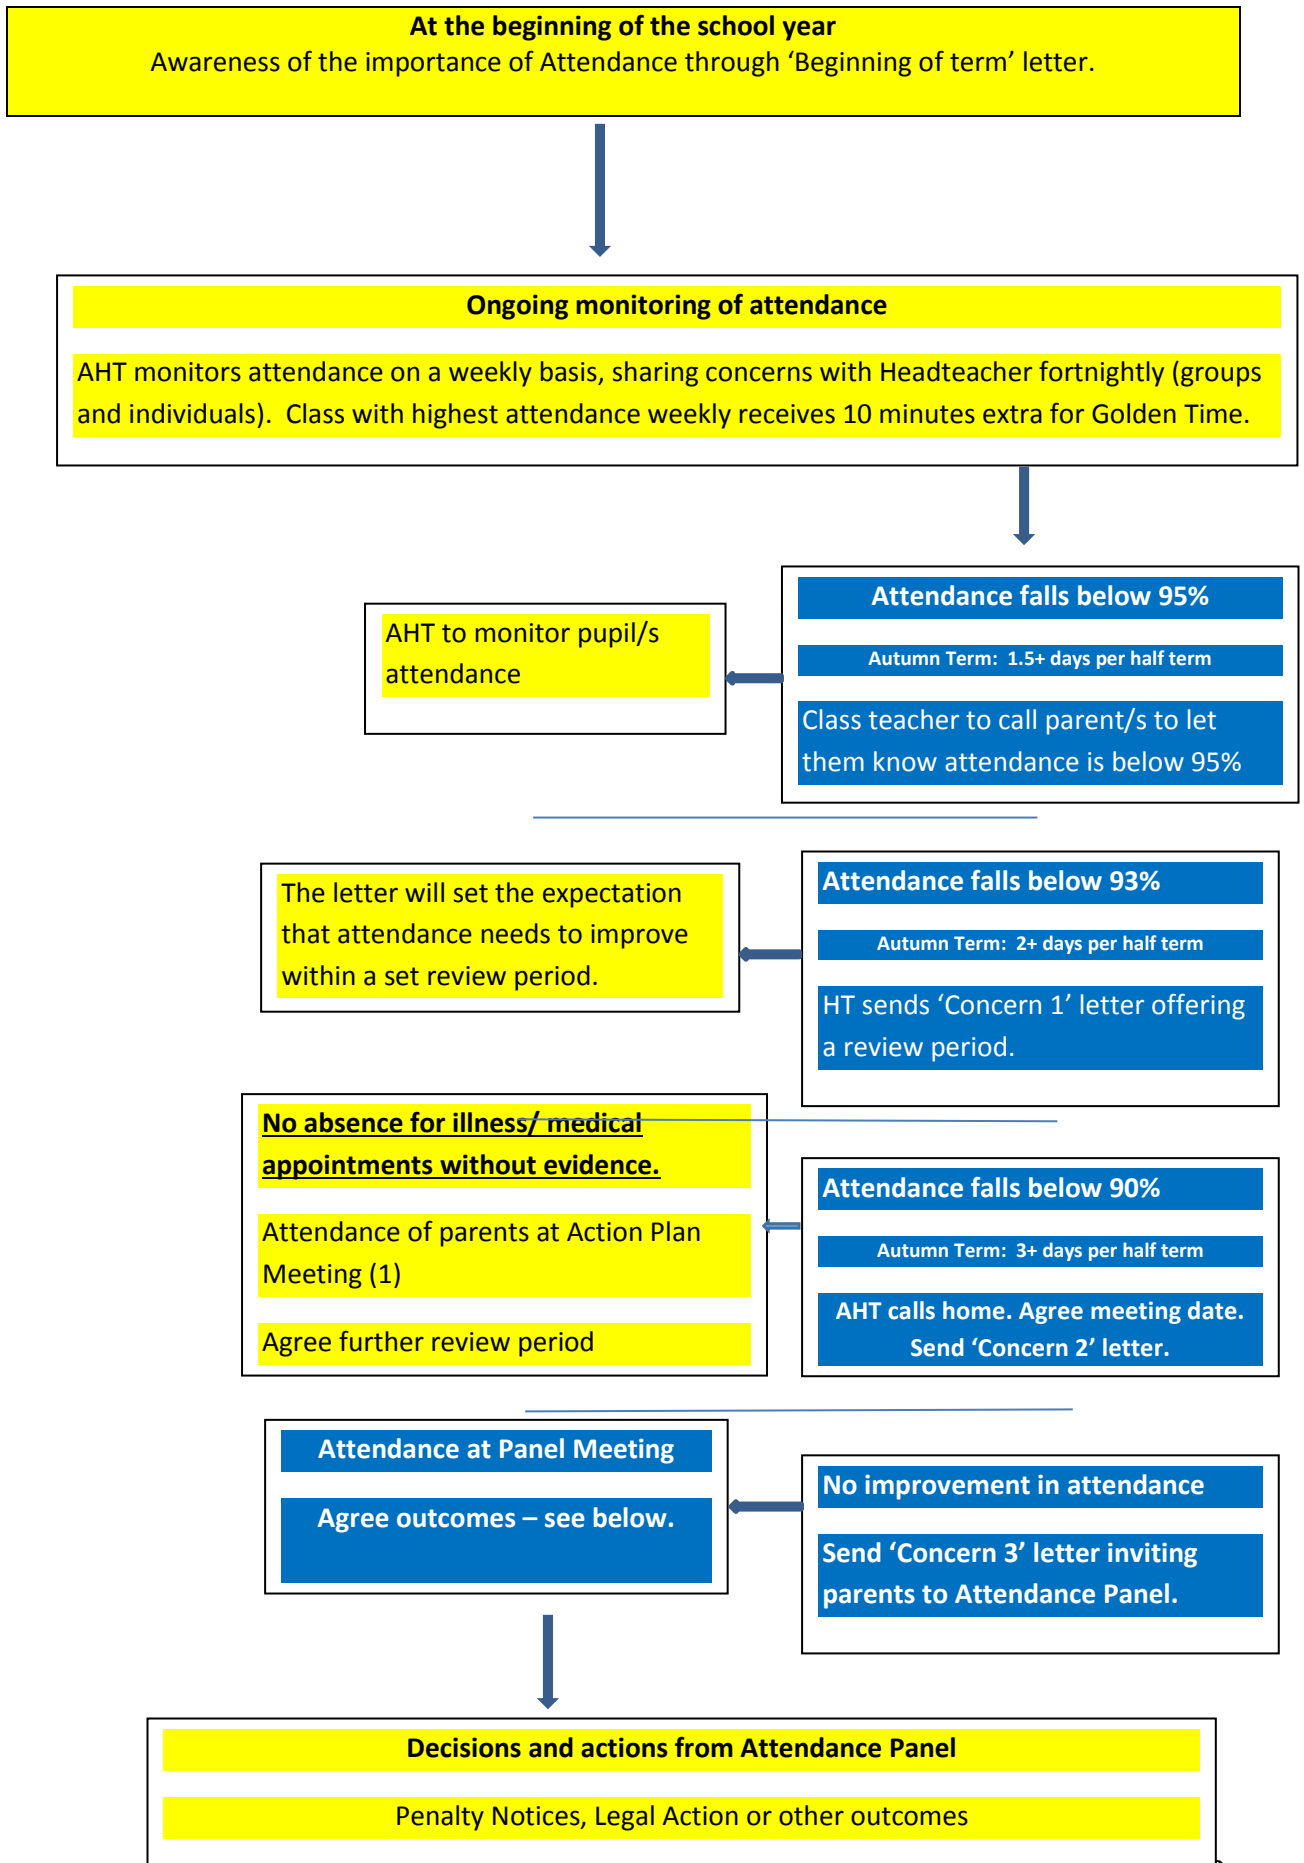 At the beginning of the school year
Awareness of the importance of Attendance through ‘Beginning of term’ letter.
Ongoing monitoring of attendance
AHT monitors attendance on a weekly basis, sharing concerns with Headteacher fortnightly (groups
and individuals).  Class with highest attendance weekly receives 10 minutes extra for Golden Time.
Attendance falls below 95%
Autumn Term:  1.5+ days per half term
Class teacher to call parent/s to let
them know attendance is below 95%
AHT to monitor pupil/s
attendance
Attendance falls below 93%
Autumn Term:  2+ days per half term
HT sends ‘Concern 1’ letter offering
a review period.
The letter will set the expectation
that attendance needs to improve
within a set review period.
Attendance falls below 90%
Autumn Term:  3+ days per half term
AHT calls home. Agree meeting date.
Send ‘Concern 2’ letter.
No absence for illness/ medical
appointments without evidence.
Attendance of parents at Action Plan
Meeting (1)
Agree further review period
No improvement in attendance
Send ‘Concern 3’ letter inviting
parents to Attendance Panel.
Attendance at Panel Meeting
Agree outcomes – see below.
Decisions and actions from Attendance Panel
Penalty Notices, Legal Action or other outcomes